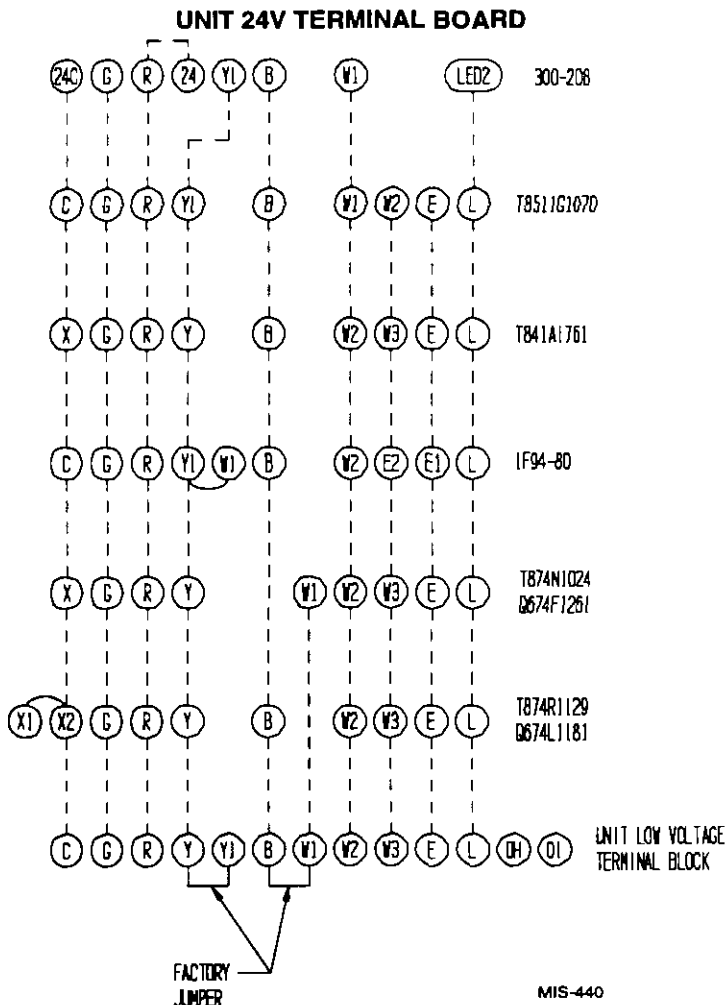 UNIT 24V TERMINAL BOARD
24C G R 24 Y1 B W1 LED2 300-208
C G R Y1 B W1 W2 E L T8511G1070
X G R Y B W2 W3 E L T841A1761
C G R Y1 W1 B W2 E2 E1 L 1F94-80
X G R Y W1 W2 W3 E L T874N1024
Q674F1261
X1 X2 G R Y B W2 W3 E L T874R1129
Q674L1181
C G R Y Y1 B W1 W2 W3 E L OH O1 UNIT LOW VOLTAGE
TERMINAL BLOCK
FACTORY
JUMPER
MIS-440